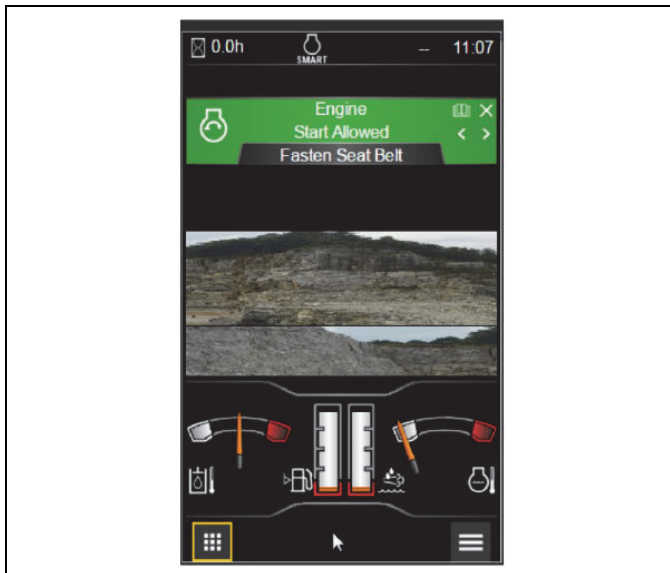 0.0h
SMART
--
11:07
Engine
Start Allowed
Fasten Seat Belt